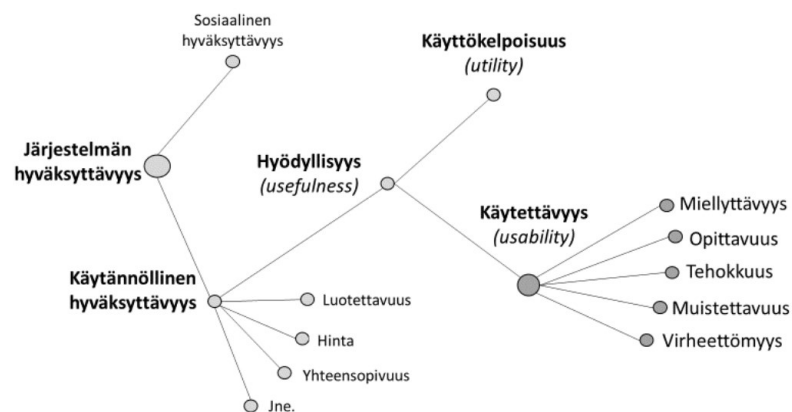 Sosiaalinen
hyväksyttävyys
Järjestelmän
hyväksyttävyys
Käytännöllinen
hyväksyttävyys
Hyödyllisyys
(usefulness)
Käyttökelpoisuus
(utility)
Käytettävyys
(usability)
Miellyttävyys
Opittavuus
Tehokkuus
Muistettavuus
Virheettömyys
Luotettavuus
Hinta
Yhteensopivuus
Jne.